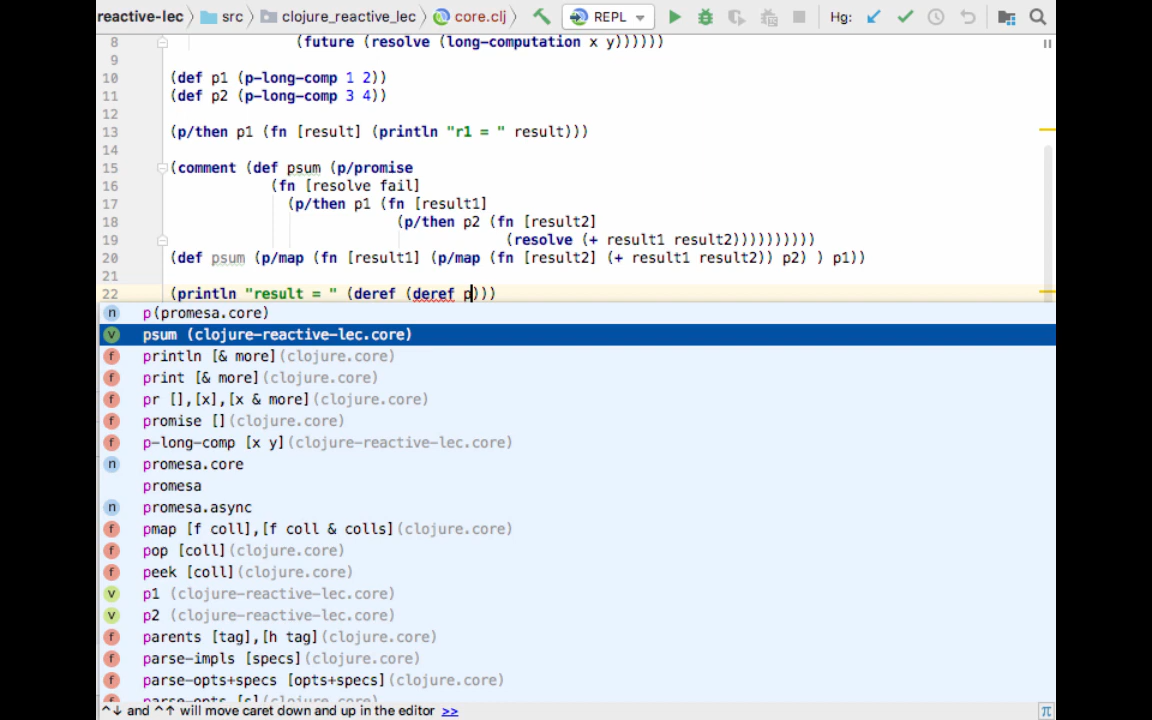 reactive-lec 〉 src 〉 clojure_reactive_lec 〉 core.clj 〉 REPL Hg:
8 (future (resolve (long-computation x y))))))
9
10 (def p1 (p-long-comp 1 2))
11 (def p2 (p-long-comp 3 4))
12
13 (p/then p1 (fn [result] (println "r1 = " result)))
14
15 (comment (def psum (p/promise
16 (fn [resolve fail]
17 (p/then p1 (fn [result1]
18 (p/then p2 (fn [result2]
19 (resolve (+ result1 result2))))))))))
20 (def psum (p/map (fn [result1] (p/map (fn [result2] (+ result1 result2)) p2) ) p1))
21
22 (println "result = " (deref (deref p)))
n p(promesa.core)
v psum (clojure-reactive-lec.core)
f println [& more](clojure.core)
f print [& more](clojure.core)
f pr [],[x],[x & more](clojure.core)
f promise [](clojure.core)
f p-long-comp [x y](clojure-reactive-lec.core)
n promesa.core
promesa
n promesa.async
f pmap [f coll],[f coll & colls](clojure.core)
f pop [coll](clojure.core)
f peek [coll](clojure.core)
v p1 (clojure-reactive-lec.core)
v p2 (clojure-reactive-lec.core)
f parents [tag],[h tag](clojure.core)
f parse-impls [specs](clojure.core)
f parse-opts+specs [opts+specs](clojure.core)
f parse-opts [s](clojure.core)
^↓ and ^↑ will move caret down and up in the editor >> π